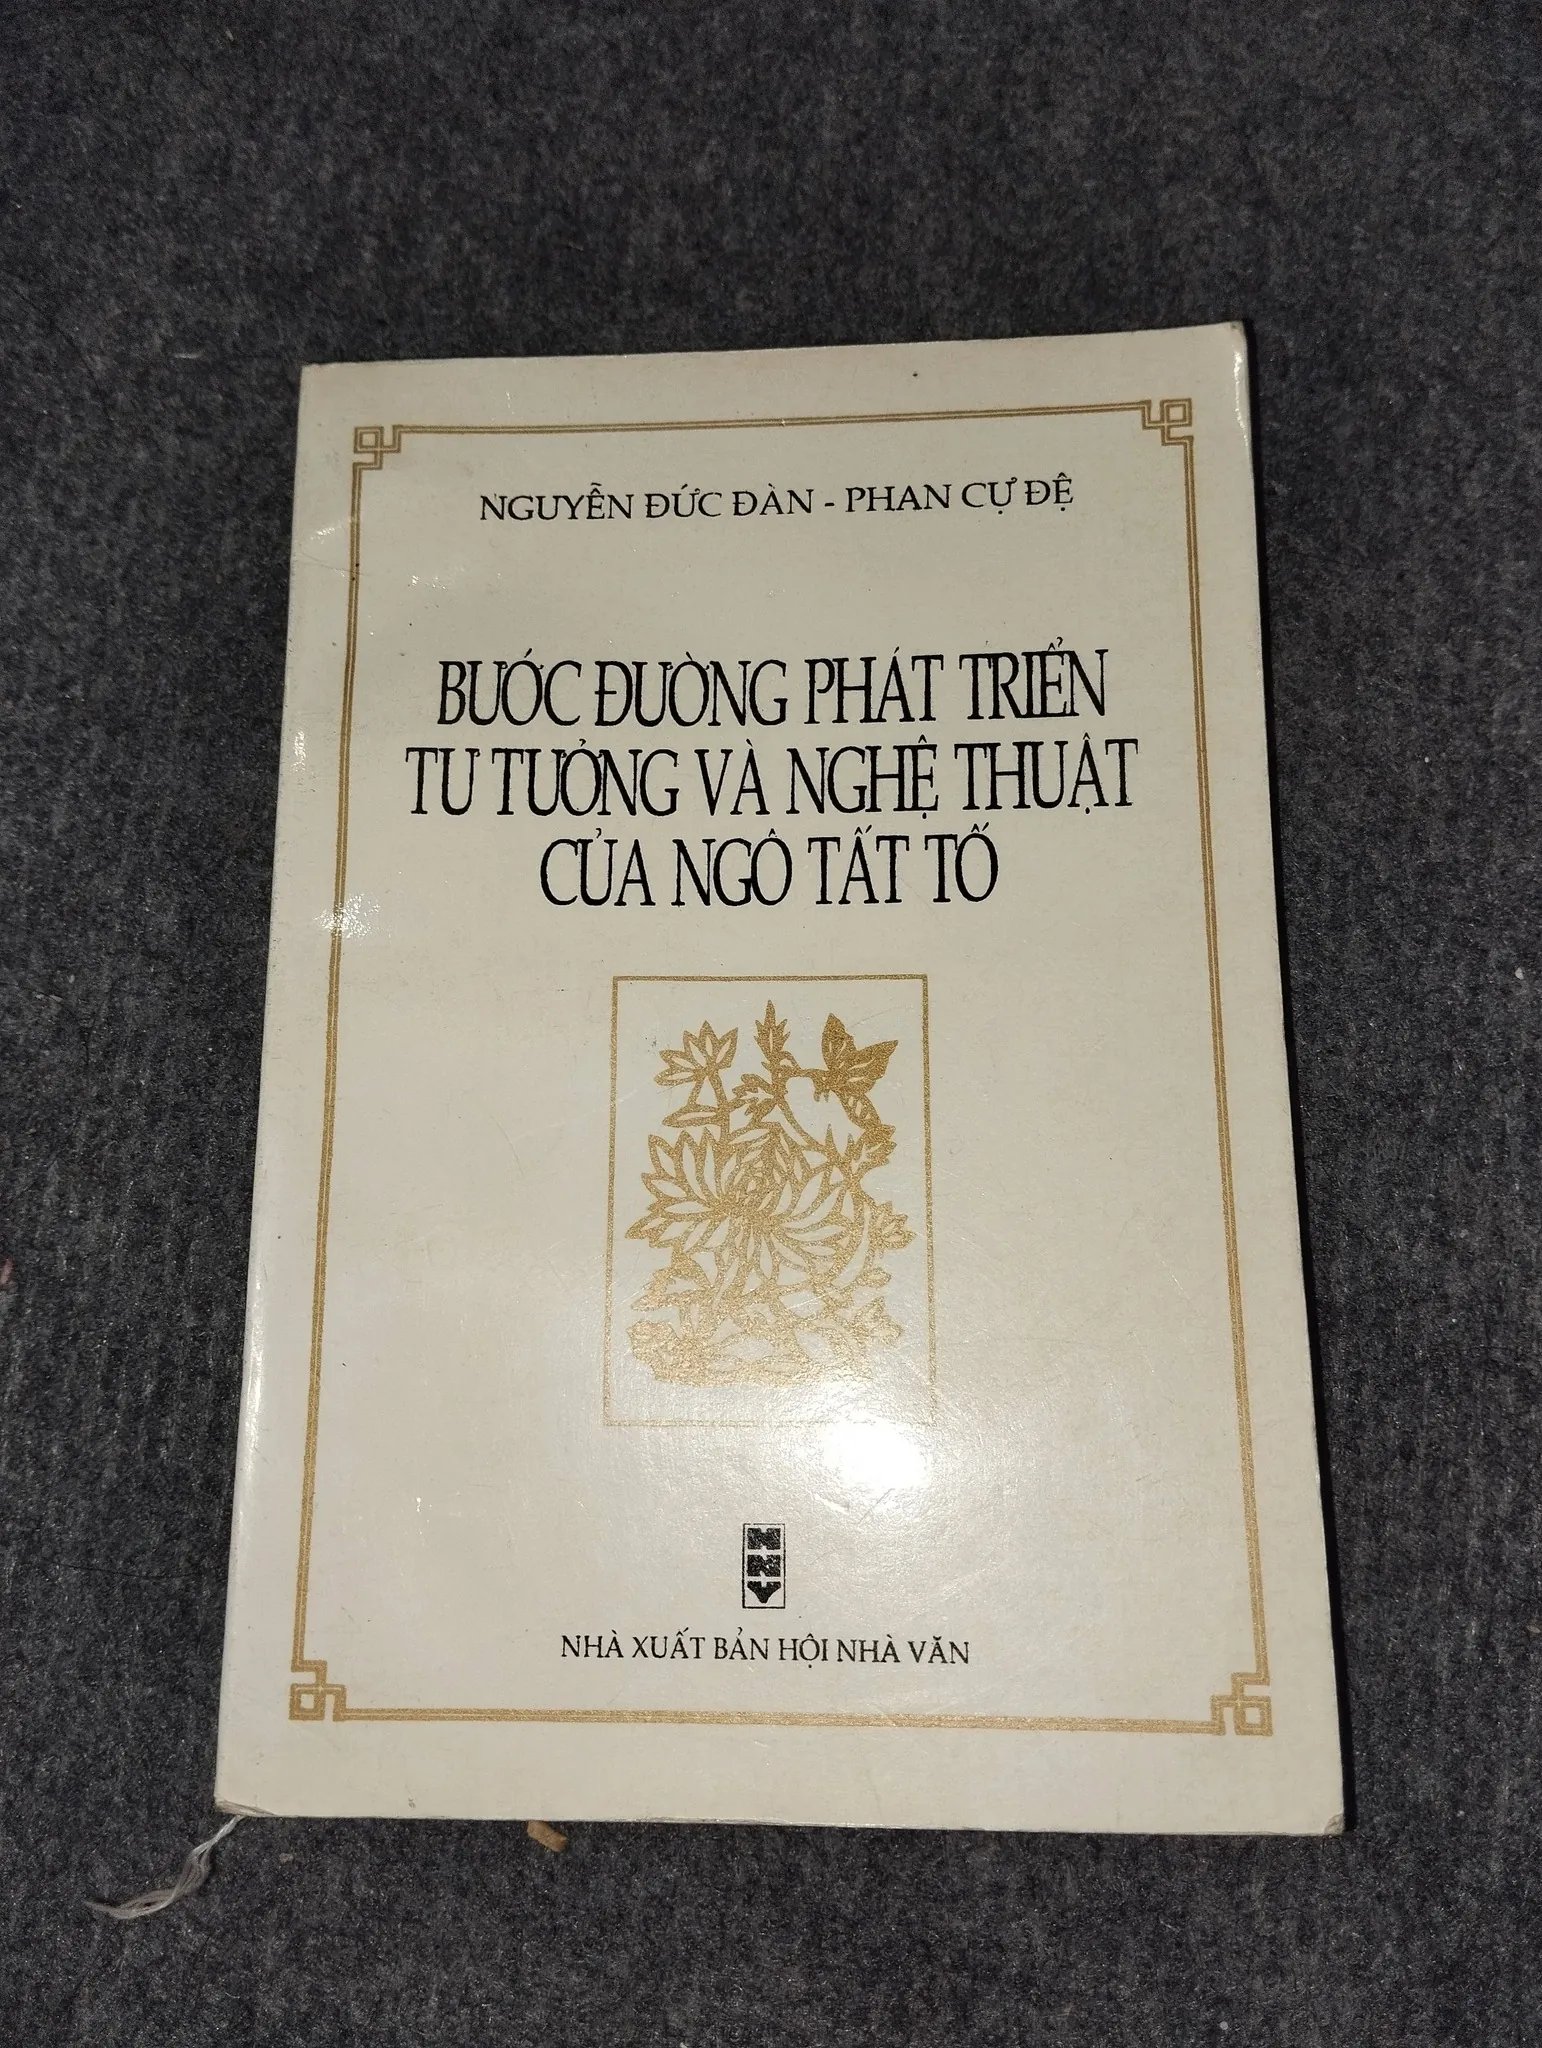 NGUYỄN ĐỨC ĐÀN - PHAN CỰ ĐỆ
BƯỚC ĐƯỜNG PHÁT TRIỂN
TƯ TƯỞNG VÀ NGHỆ THUẬT
CỦA NGÔ TẤT TỐ
NNV
NHÀ XUẤT BẢN HỘI NHÀ VĂN